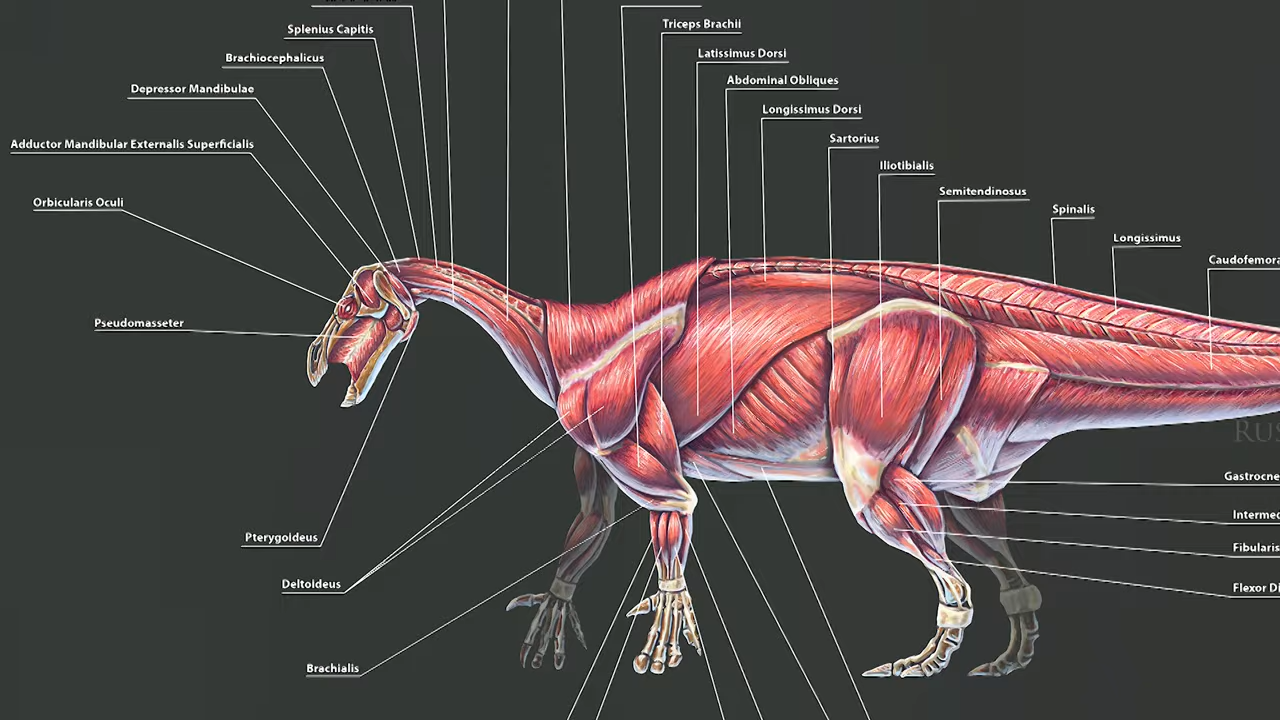 Splenius Capitis
Triceps Brachii
Brachiocephalicus
Latissimus Dorsi
Depressor Mandibulae
Abdominal Obliques
Longissimus Dorsi
Adductor Mandibular Externalis Superficialis
Sartorius
Iliotibialis
Semitendinosus
Orbicularis Oculi
Spinalis
Longissimus
Caudofemora
Pseudomasseter
Rus
Gastrocne
Intermed
Fibularis
Pterygoideus
Deltoideus
Flexor Di
Brachialis